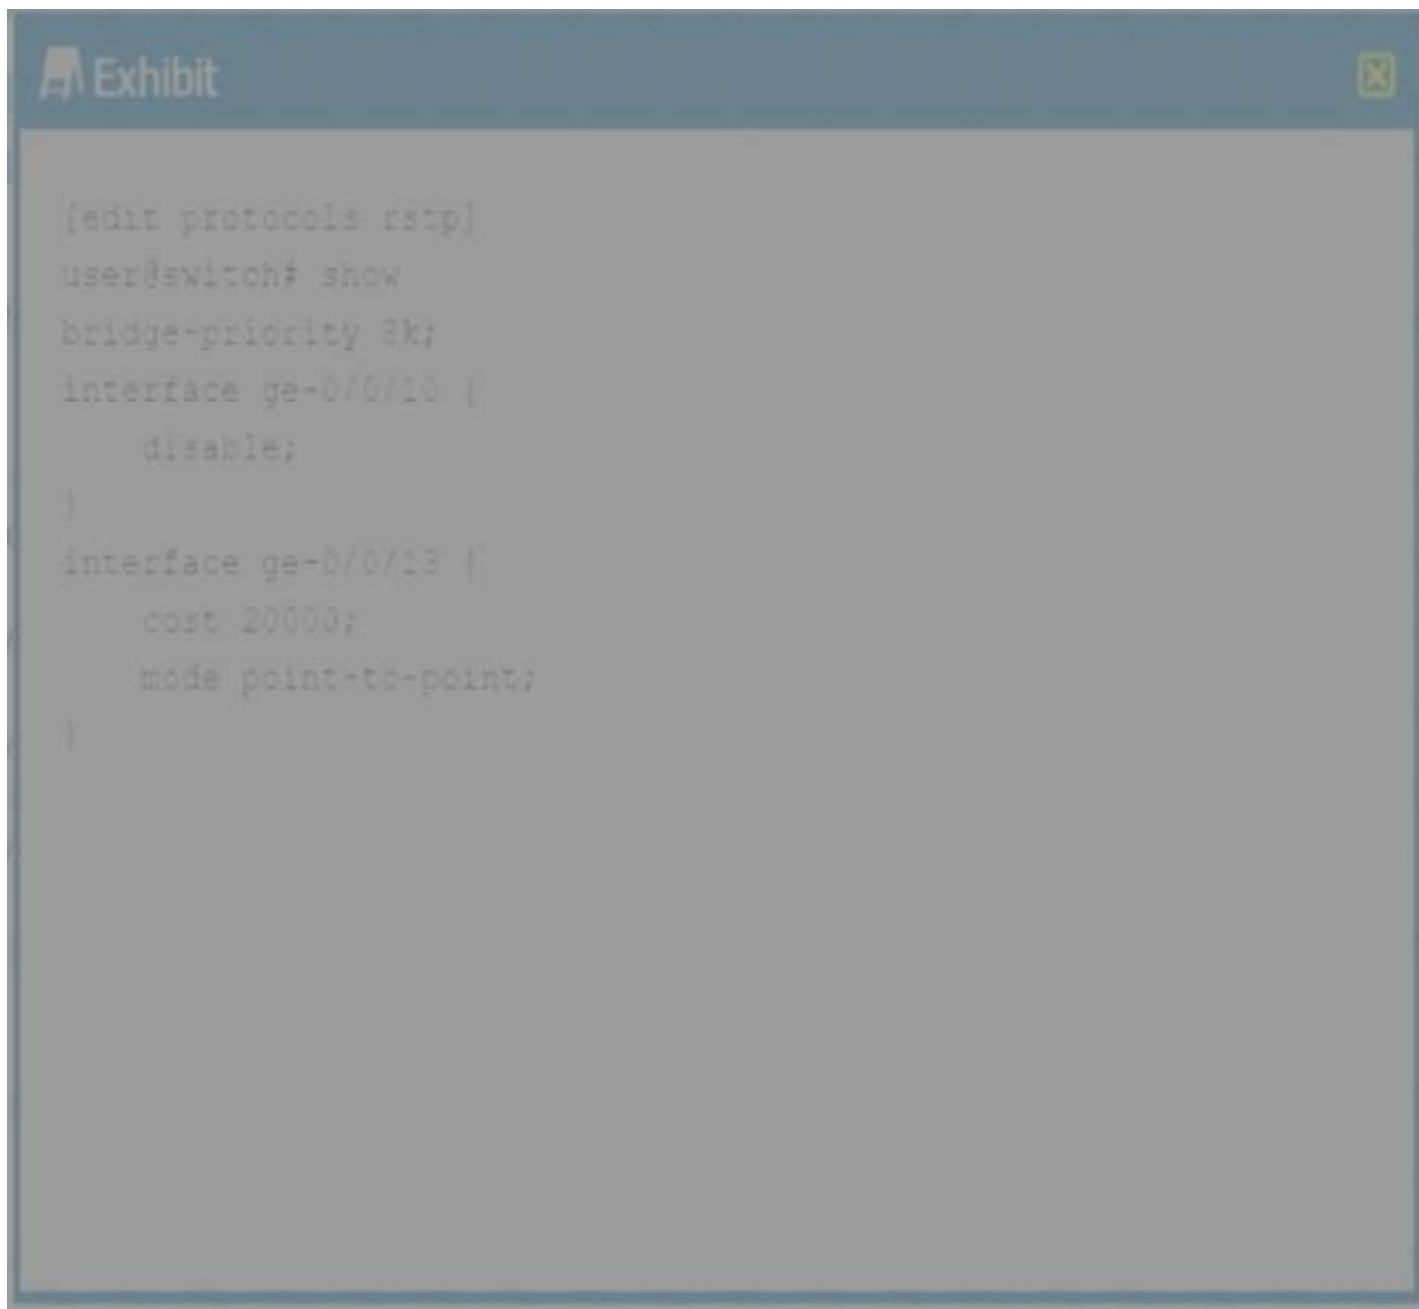 Exhibit
[edit protocols rstp]
user@switch# show
bridge-priority 8k;
interface ge-0/0/10 {
disable;
}
interface ge-0/0/13 {
cost 20000;
mode point-to-point;
}